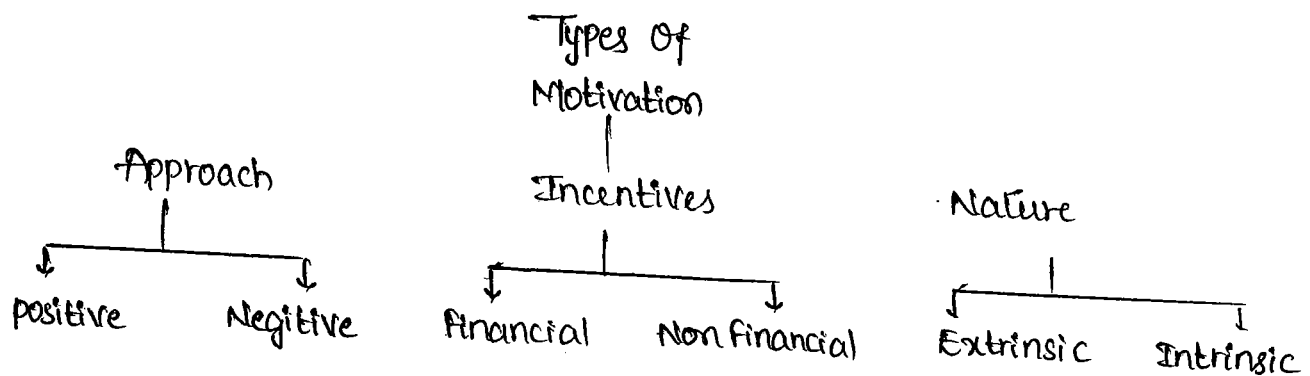 Types Of
Motivation
Approach
Incentives
Nature
positive
Negitive
Financial
Non Financial
Extrinsic
Intrinsic